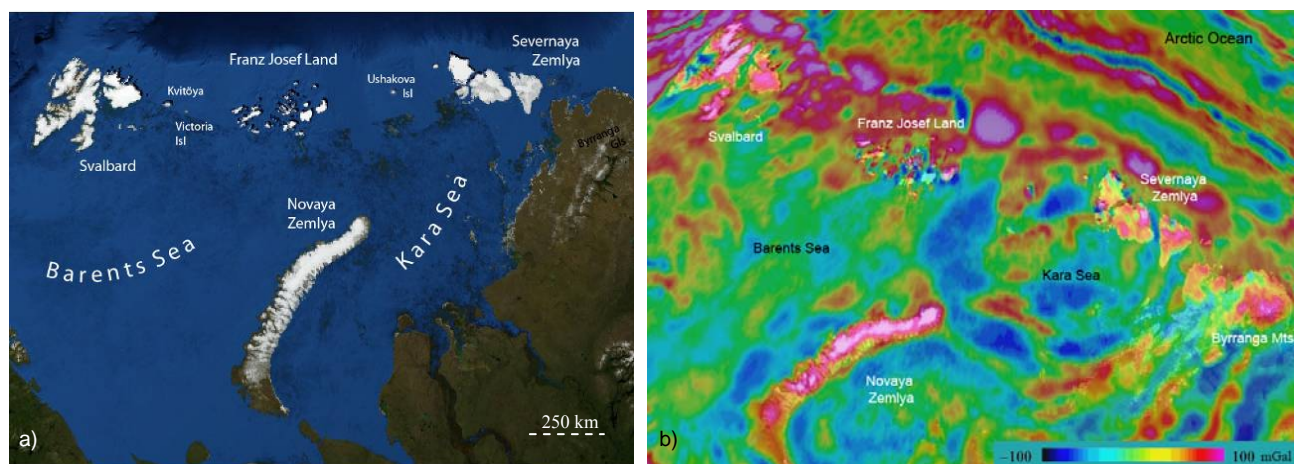 Severnaya
Zemlya
Franz Josef Land
Ushakova
Isl
Kvitöya
Victoria
Isl
Svalbard
Byrranga
Gls
Novaya
Zemlya
Kara Sea
Barents Sea
250 km
a)
Arctic Ocean
Franz Josef Land
Svalbard
Severnaya
Zemlya
Barents Sea
Kara Sea
Byrranga Mts
Novaya
Zemlya
b)
−100
100 mGal